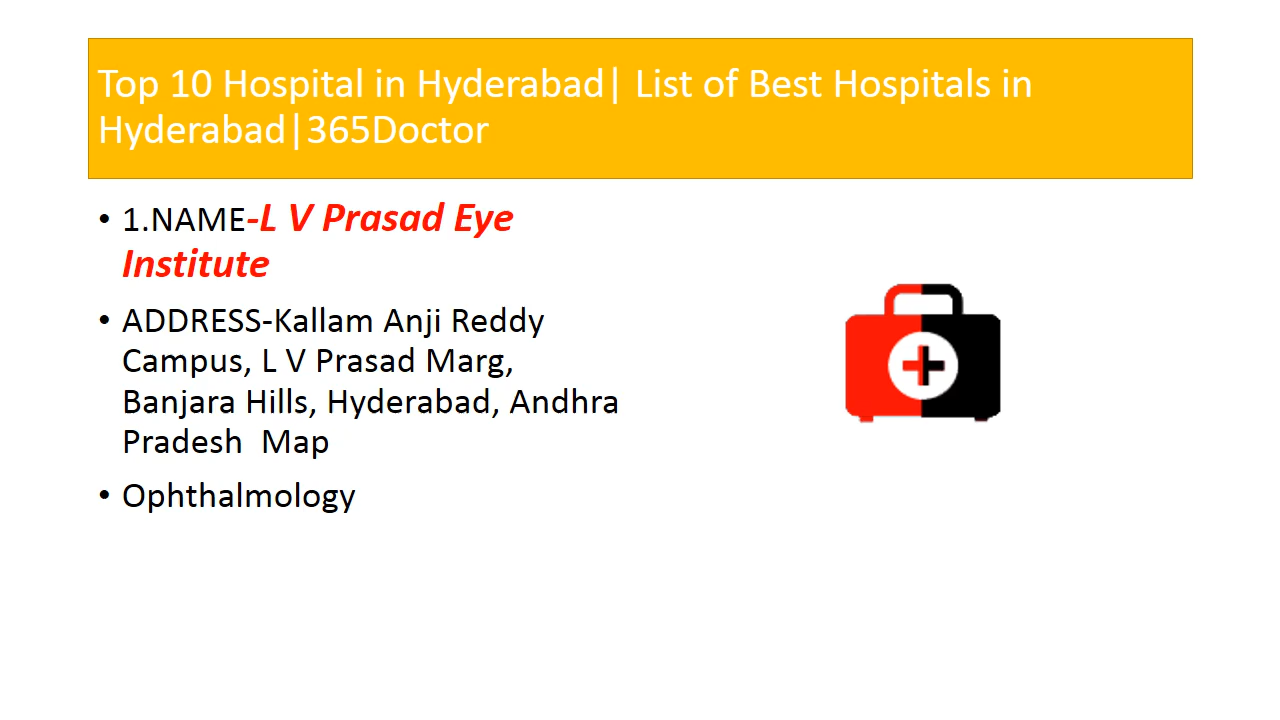 Top 10 Hospital in Hyderabad| List of Best Hospitals in
Hyderabad|365Doctor
• 1.NAME-L V Prasad Eye
Institute
• ADDRESS-Kallam Anji Reddy
Campus, L V Prasad Marg,
Banjara Hills, Hyderabad, Andhra
Pradesh  Map
• Ophthalmology